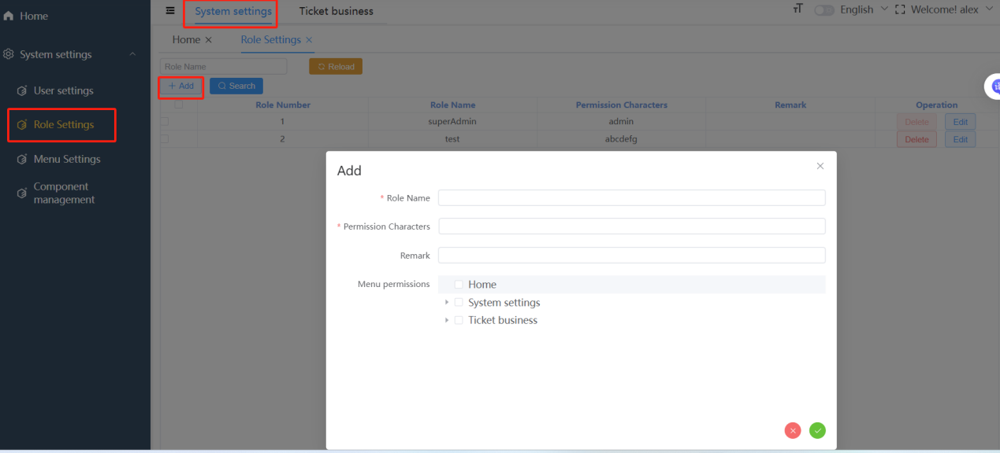 Home
System settings
User settings
Role Settings
Menu Settings
Component
management
System settings
Ticket business
English
Welcome! alex
Home
Role Settings
Role Name
Reload
+ Add
Search
Role Number Role Name Permission Characters Remark Operation
1 superAdmin admin Delete Edit
2 test abcdefg Delete Edit
Add
* Role Name
* Permission Characters
Remark
Menu permissions
Home
System settings
Ticket business